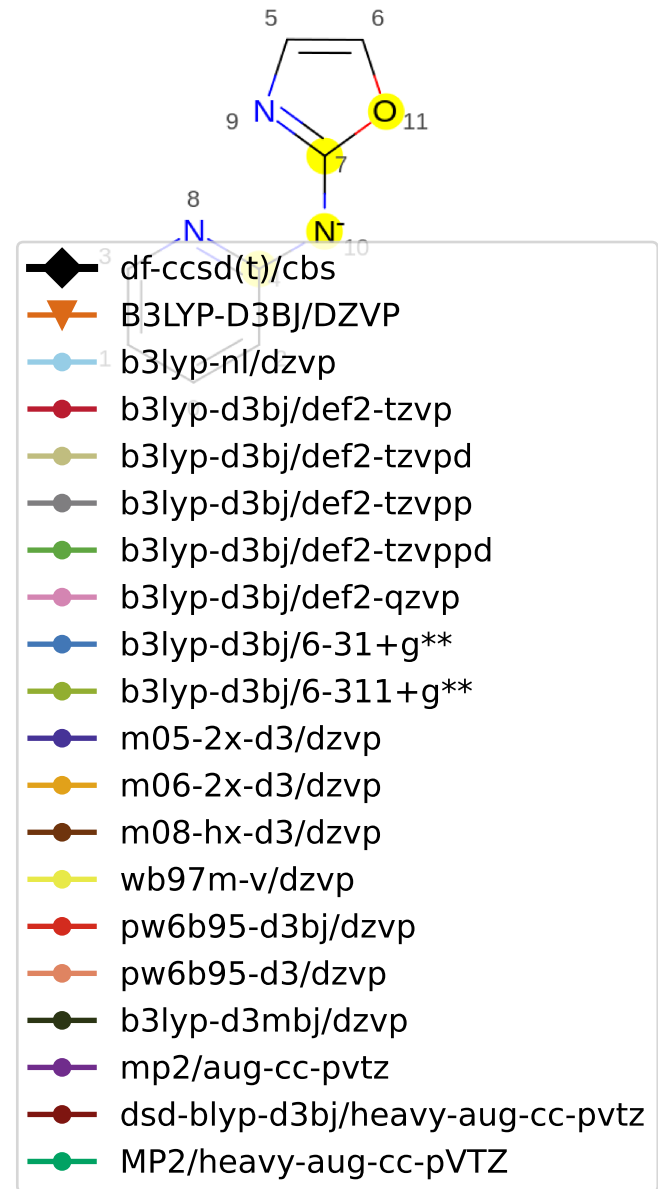 5 6
N O
9 11
7
8
N N-
10
3
df-ccsd(t)/cbs
B3LYP-D3BJ/DZVP
1
b3lyp-nl/dzvp
b3lyp-d3bj/def2-tzvp
b3lyp-d3bj/def2-tzvpd
b3lyp-d3bj/def2-tzvpp
b3lyp-d3bj/def2-tzvppd
b3lyp-d3bj/def2-qzvp
b3lyp-d3bj/6-31+g**
b3lyp-d3bj/6-311+g**
m05-2x-d3/dzvp
m06-2x-d3/dzvp
m08-hx-d3/dzvp
wb97m-v/dzvp
pw6b95-d3bj/dzvp
pw6b95-d3/dzvp
b3lyp-d3mbj/dzvp
mp2/aug-cc-pvtz
dsd-blyp-d3bj/heavy-aug-cc-pvtz
MP2/heavy-aug-cc-pVTZ